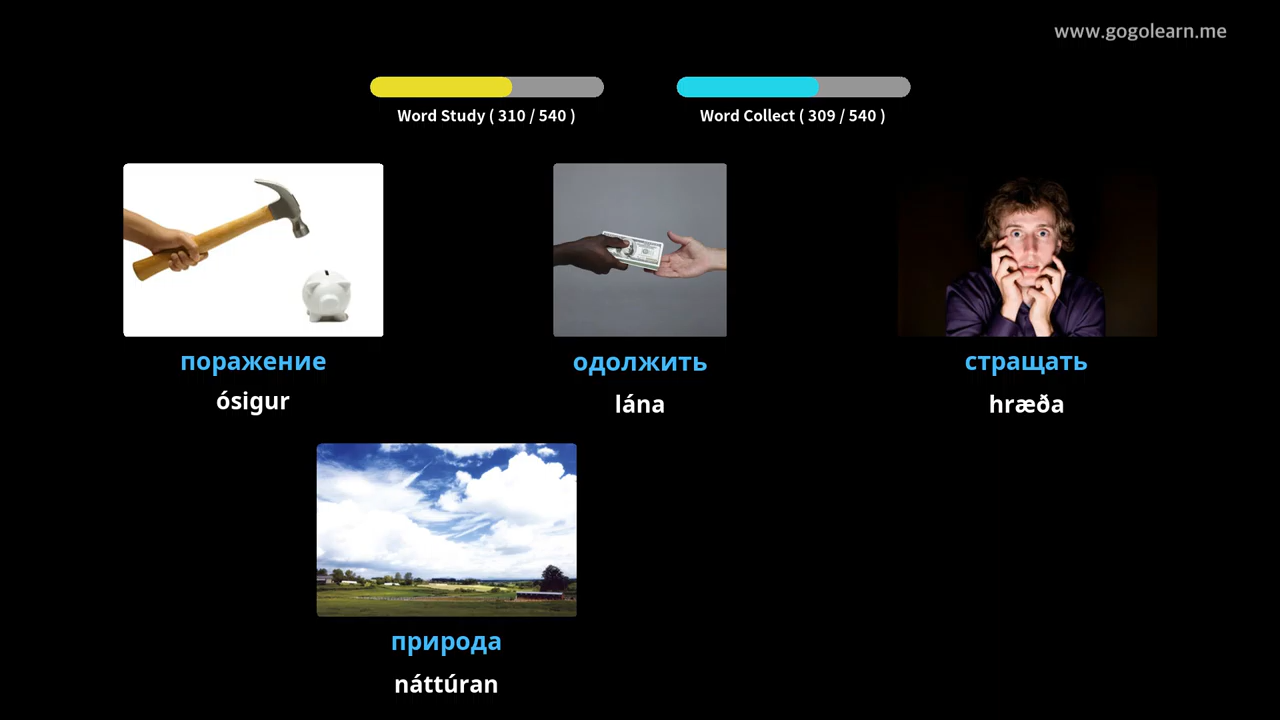 www.gogolearn.me
Word Study ( 310 / 540 )
Word Collect ( 309 / 540 )
поражение
ósigur
одолжить
lána
стращать
hræða
природа
náttúran